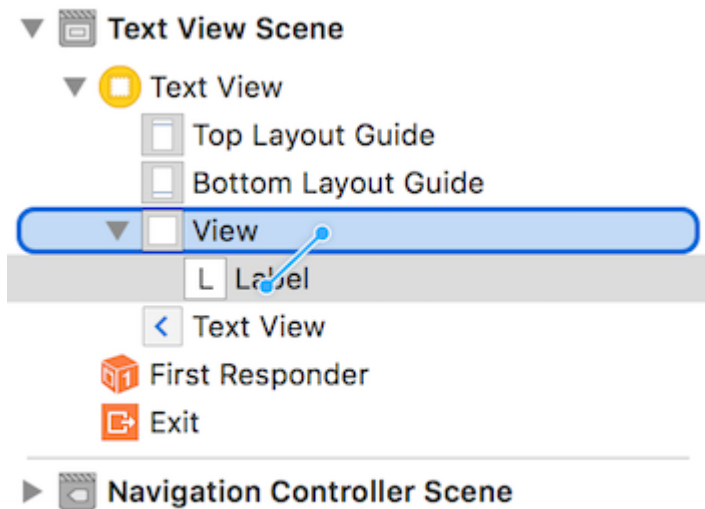 Text View Scene
Text View
Top Layout Guide
Bottom Layout Guide
View
L Label
Text View
1 First Responder
Exit
Navigation Controller Scene